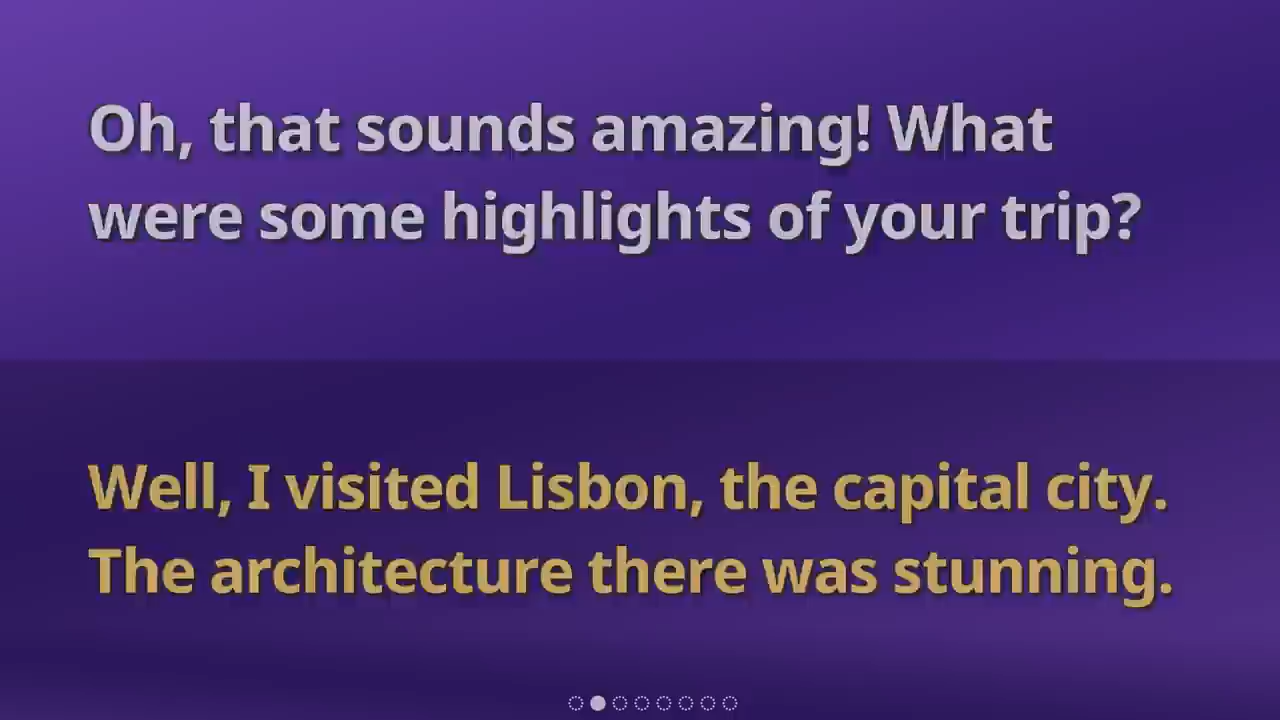 Oh, that sounds amazing! What
were some highlights of your trip?
Well, I visited Lisbon, the capital city.
The architecture there was stunning.